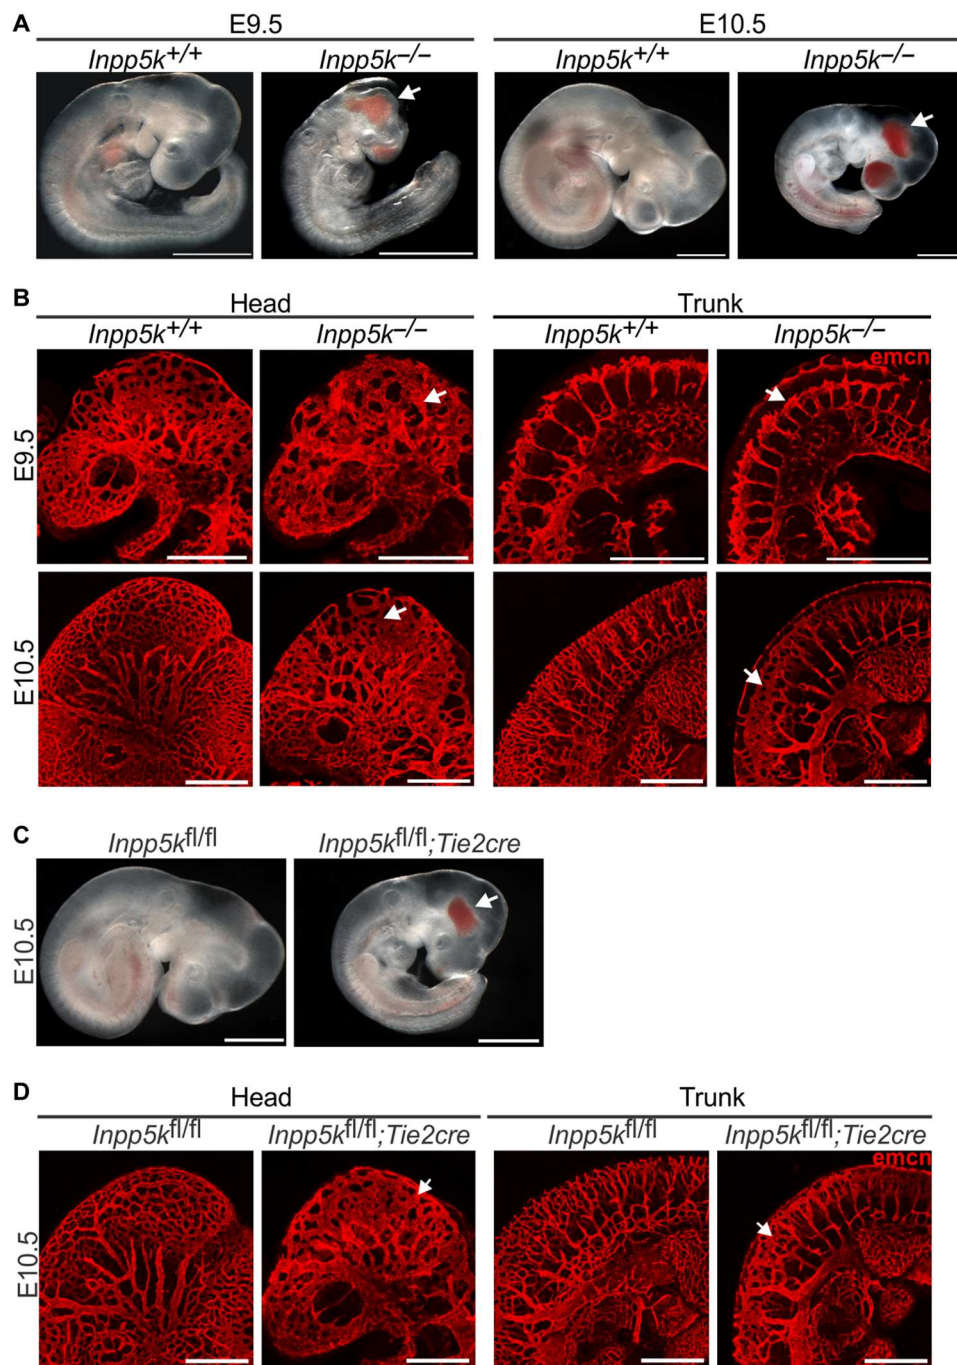 A
E9.5
E10.5
Inpp5k+/+
Inpp5k–/–
Inpp5k+/+
Inpp5k–/–
B
Head
Trunk
Inpp5k+/+
Inpp5k–/–
Inpp5k+/+
Inpp5k–/–
emcn
E9.5
E10.5
C
Inpp5kfl/fl
Inpp5kfl/fl;Tie2cre
E10.5
D
Head
Trunk
Inpp5kfl/fl
Inpp5kfl/fl;Tie2cre
Inpp5kfl/fl
Inpp5kfl/fl;Tie2cre
emcn
E10.5